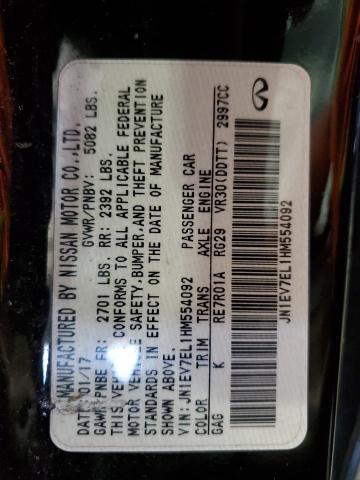 MANUFACTURED BY NISSAN MOTOR CO.,LTD.
DATE: 01/17 GVWR/PNBV: 5082 LBS.
GAWR/PNBE FR: 2701 LBS. RR: 2392 LBS.
THIS VEHICLE CONFORMS TO ALL APPLICABLE FEDERAL
MOTOR VEHICLE SAFETY,BUMPER,AND THEFT PREVENTION
STANDARDS IN EFFECT ON THE DATE OF MANUFACTURE
SHOWN ABOVE.
VIN:JN1EV7EL1HM554092 PASSENGER CAR
COLOR TRIM TRANS AXLE ENGINE
GAG K RE7R01A RG29 VR30(DDTT) 2997CC
JN1EV7EL1HM554092